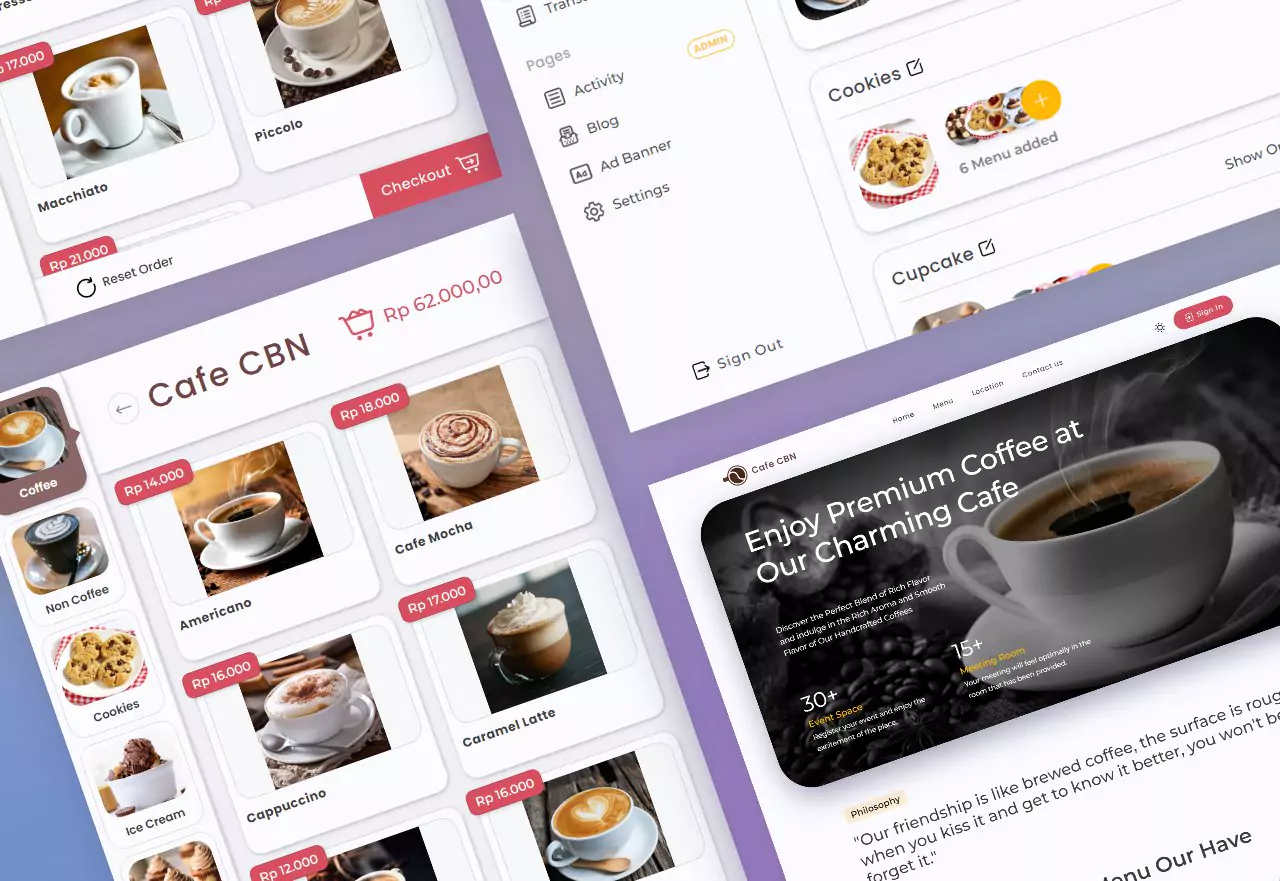 Rp 17.000
Macchiato
Piccolo
Rp 21.000
Checkout
Reset Order
Pages
ADMIN
Activity
Blog
Ad Banner
Settings
Sign Out
Cookies
6 Menu added
Show
Cupcake
Cafe CBN
Rp 62.000,00
Coffee
Non Coffee
Cookies
Ice Cream
Rp 14.000
Americano
Rp 18.000
Cafe Mocha
Rp 16.000
Cappuccino
Rp 17.000
Caramel Latte
Rp 12.000
Rp 16.000
Cafe CBN
Home
Menu
Location
Contact us
Sign In
Enjoy Premium Coffee at
Our Charming Cafe
Discover the Perfect Blend of Rich Flavor
and indulge in the Rich Aroma and Smooth
Flavor of Our Handcrafted Coffees
30+
Event Space
Register your event and enjoy the
excitement of the place.
15+
Meeting Room
Your meeting will feel optimally in the
room that has been provided.
Philosophy
"Our friendship is like brewed coffee, the surface is
when you kiss it and get to know it better, you won't
forget it."
Menu Our Have